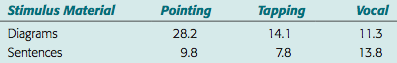 Stimulus Material Pointing Tapping Vocal
Diagrams 28.2 14.1 11.3
Sentences 9.8 7.8 13.8